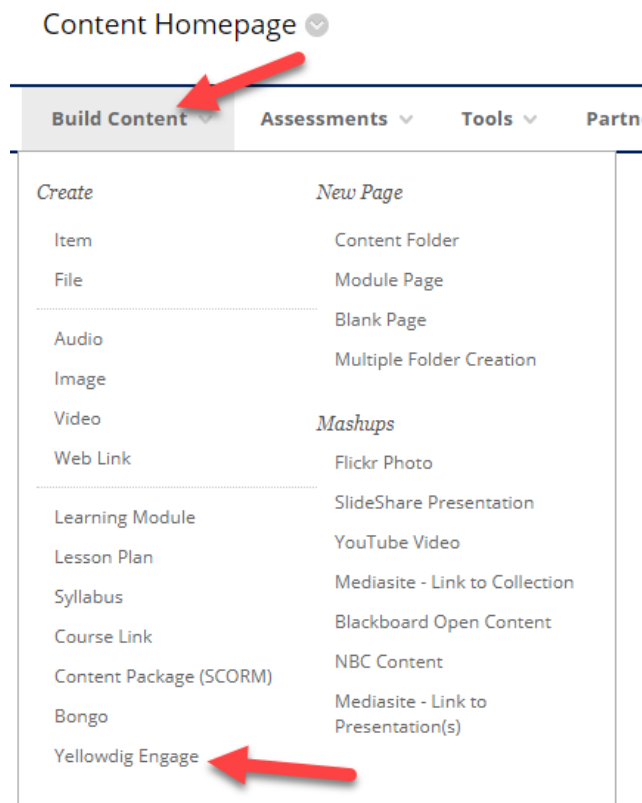 Content Homepage
Build Content
Assessments
Tools
Partn
Create
Item
File
Audio
Image
Video
Web Link
Learning Module
Lesson Plan
Syllabus
Course Link
Content Package (SCORM)
Bongo
Yellowdig Engage
New Page
Content Folder
Module Page
Blank Page
Multiple Folder Creation
Mashups
Flickr Photo
SlideShare Presentation
YouTube Video
Mediasite - Link to Collection
Blackboard Open Content
NBC Content
Mediasite - Link to
Presentation(s)